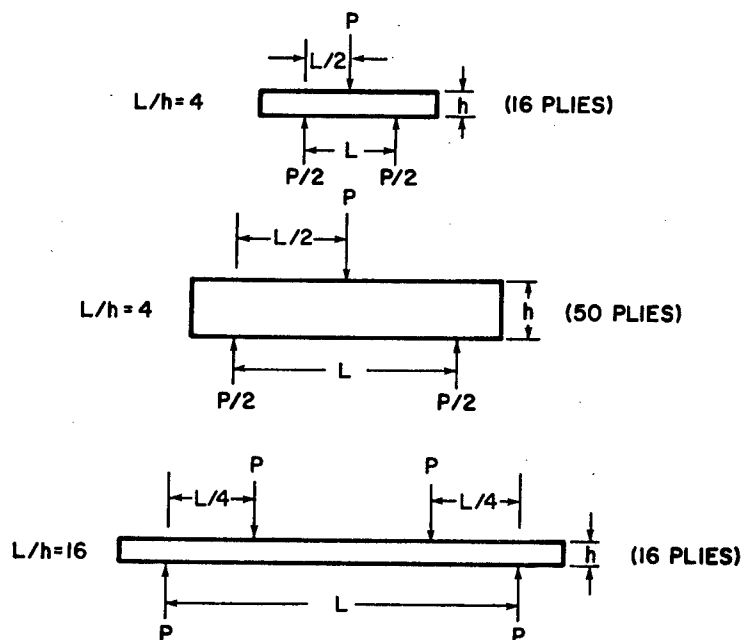 P
L/2
L/h=4 h (16 PLIES)
L
P/2 P/2
P
L/2
L/h=4 h (50 PLIES)
L
P/2 P/2
P P
L/4 L/4
L/h=16 h (16 PLIES)
L
P P